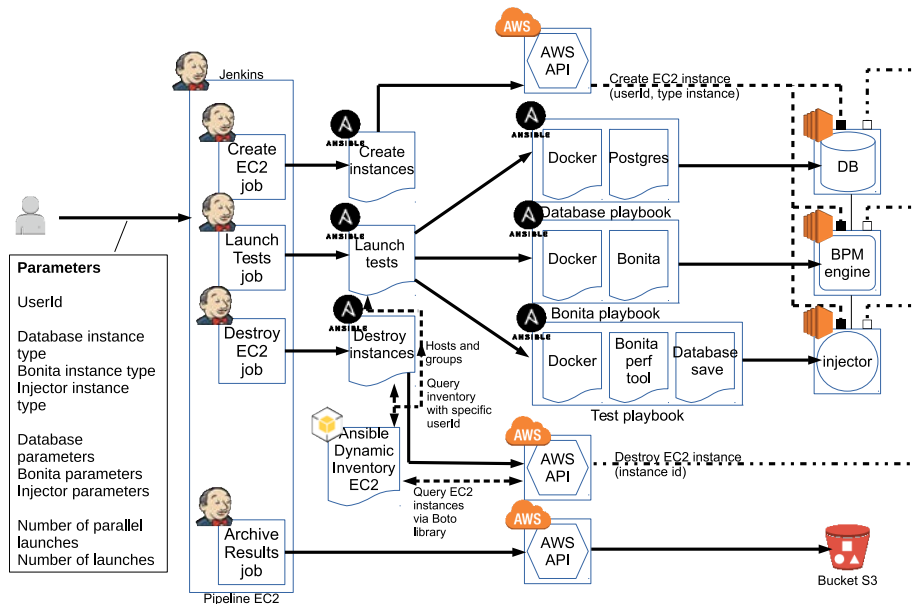 Jenkins
AWS
AWS
API
Create EC2 instance
(userId, type instance)
ANSIBLE
ANSIBLE
Create
EC2
job
Create
instances
Docker
Postgres
DB
Database playbook
ANSIBLE
ANSIBLE
Launch
Tests
job
Launch
tests
Docker
Bonita
BPM
engine
Bonita playbook
ANSIBLE
ANSIBLE
Destroy
EC2
job
Destroy
instances
Hosts and
groups
Docker
Bonita
perf
tool
Database
save
injector
Test playbook
Query
inventory
with specific
userId
Parameters
UserId
Database instance
type
Bonita instance type
Injector instance
type
Database
parameters
Bonita parameters
Injector parameters
Number of parallel
launches
Number of launches
Ansible
Dynamic
Inventory
EC2
AWS
AWS
API
Destroy EC2 instance
(instance id)
Query EC2
instances
via Boto
library
Archive
Results
job
AWS
AWS
API
Bucket S3
Pipeline EC2